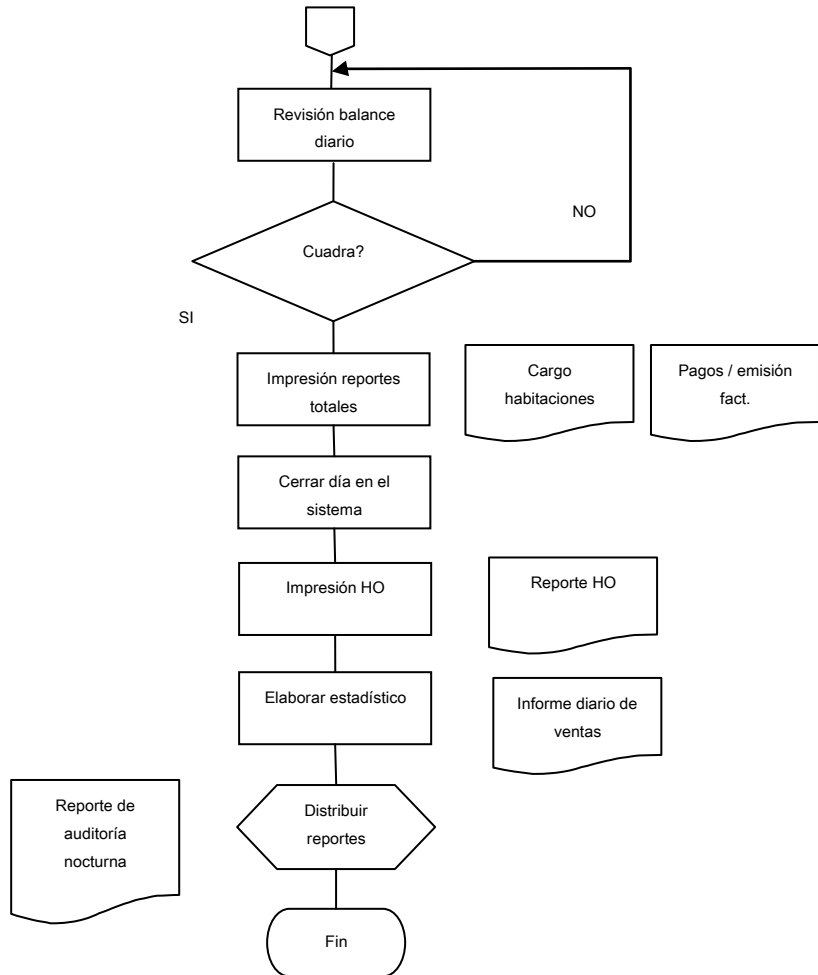 Revisión balance
diario
NO
Cuadra?
SI
Impresión reportes
totales
Cargo
habitaciones
Pagos / emisión
fact.
Cerrar día en el
sistema
Impresión HO
Reporte HO
Elaborar estadístico
Informe diario de
ventas
Reporte de
auditoría
nocturna
Distribuir
reportes
Fin